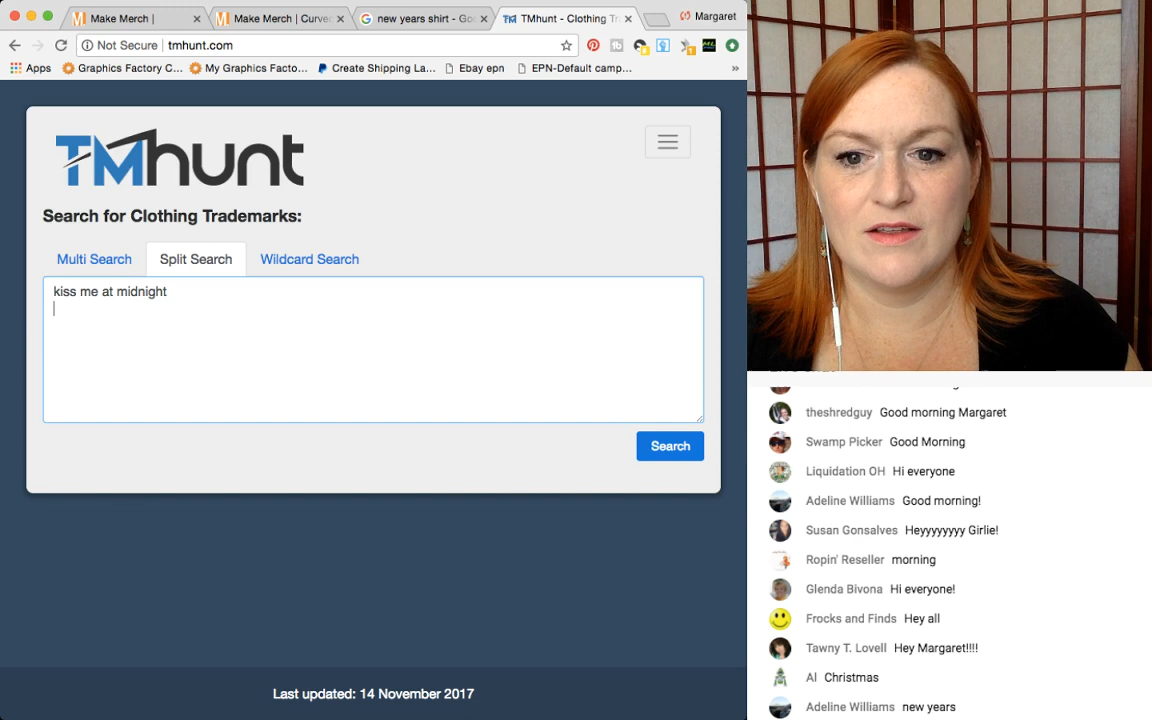 Make Merch |
Make Merch | Curve
new years shirt - Goo
TMhunt - Clothing Tr
Margaret
Not Secure | tmhunt.com
Apps
Graphics Factory C...
My Graphics Facto...
Create Shipping La...
Ebay epn
EPN-Default camp...
»
TMhunt
Search for Clothing Trademarks:
Multi Search
Split Search
Wildcard Search
kiss me at midnight
Search
Last updated: 14 November 2017
theshredguy Good morning Margaret
Swamp Picker Good Morning
Liquidation OH Hi everyone
Adeline Williams Good morning!
Susan Gonsalves Heyyyyyyy Girlie!
Ropin' Reseller morning
Glenda Bivona Hi everyone!
Frocks and Finds Hey all
Tawny T. Lovell Hey Margaret!!!!
Al Christmas
Adeline Williams new years